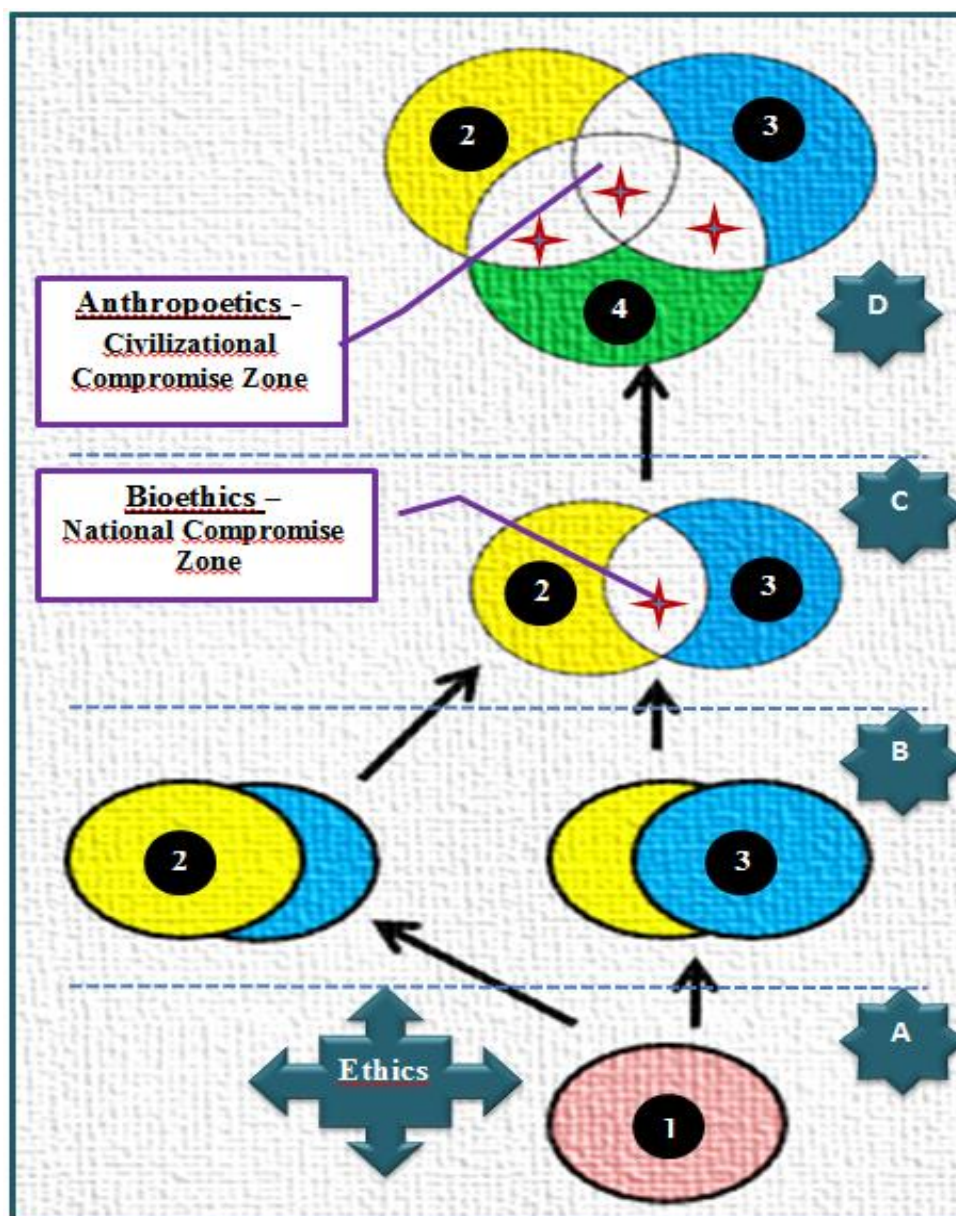 2
3
4
D
Anthropoetics -
Civilizational
Compromise Zone
C
Bioethics –
National Compromise
Zone
2
3
B
2
3
A
Ethics
1